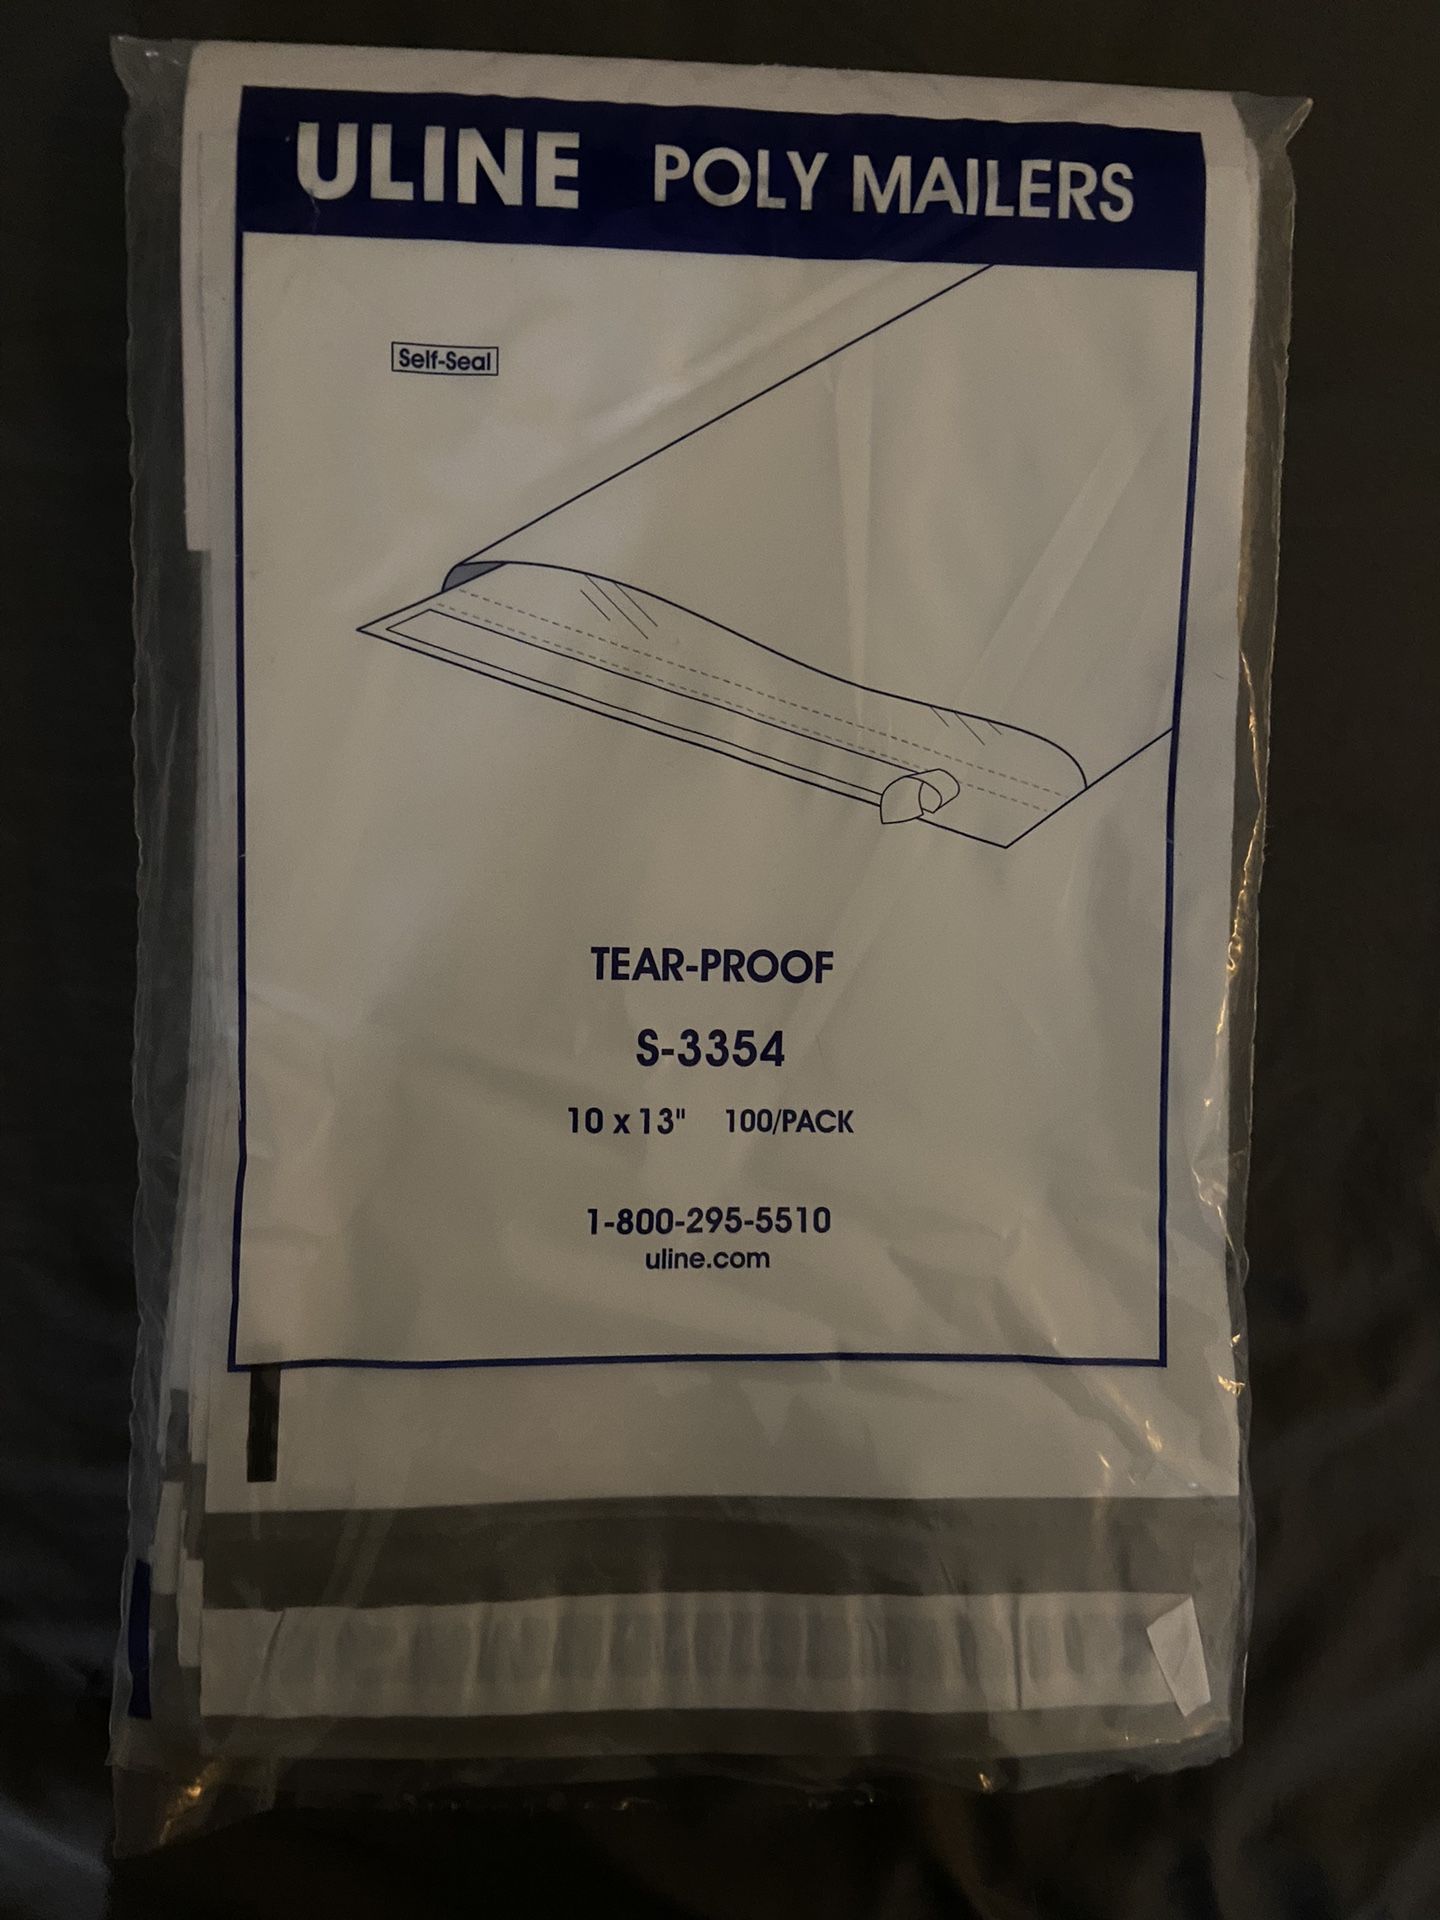 ULINE POLY MAILERS
Self-Seal
TEAR-PROOF
S-3354
10 x 13" 100/PACK
1-800-295-5510
uline.com